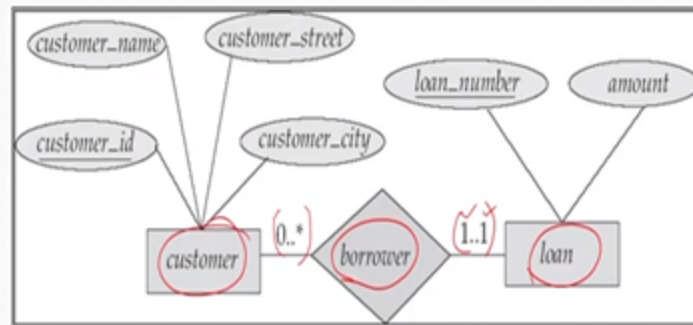 customer_name
customer_street
loan_number
amount
customer_id
customer_city
customer
0..*
borrower
1..1
loan